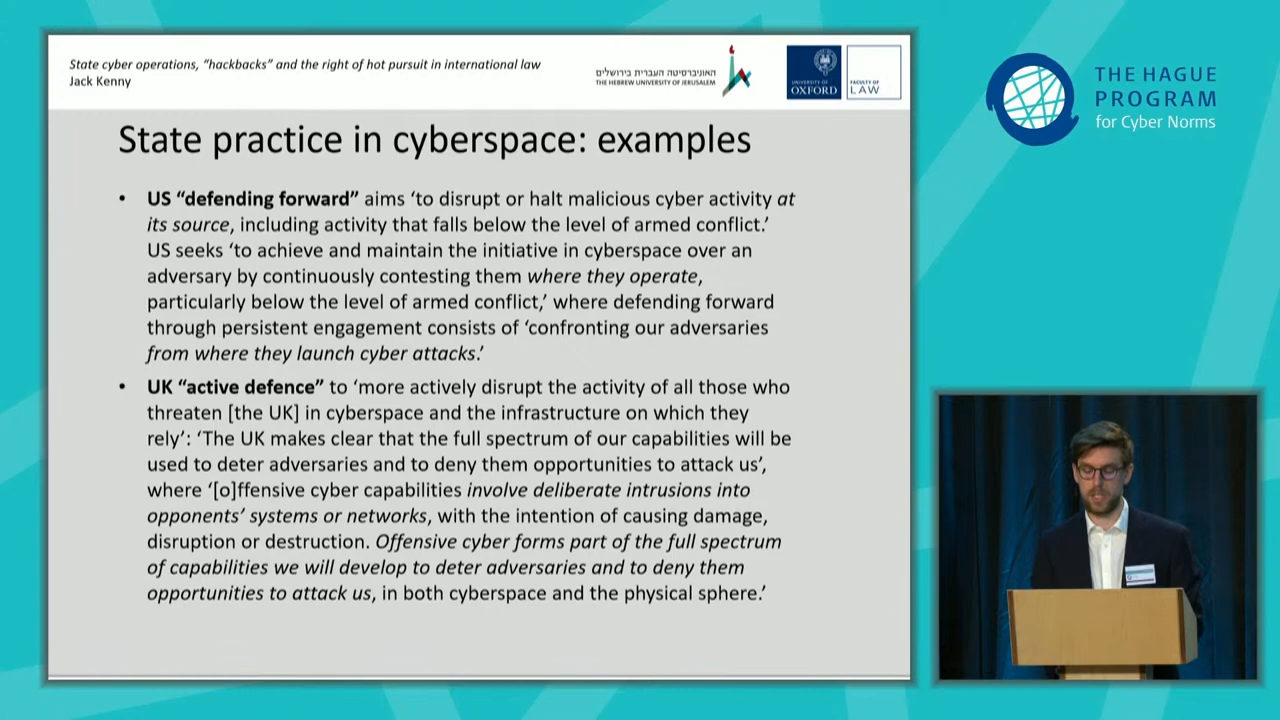 State cyber operations, “hackbacks” and the right of hot pursuit in international law
Jack Kenny
האוניברסיטה העברית בירושלים
THE HEBREW UNIVERSITY OF JERUSALEM
UNIVERSITY OF
OXFORD
FACULTY OF
LAW
THE HAGUE
PROGRAM
for Cyber Norms
State practice in cyberspace: examples
• US “defending forward” aims ‘to disrupt or halt malicious cyber activity at
its source, including activity that falls below the level of armed conflict.’
US seeks ‘to achieve and maintain the initiative in cyberspace over an
adversary by continuously contesting them where they operate,
particularly below the level of armed conflict,’ where defending forward
through persistent engagement consists of ‘confronting our adversaries
from where they launch cyber attacks.’
• UK “active defence” to ‘more actively disrupt the activity of all those who
threaten [the UK] in cyberspace and the infrastructure on which they
rely’: ‘The UK makes clear that the full spectrum of our capabilities will be
used to deter adversaries and to deny them opportunities to attack us’,
where ‘[o]ffensive cyber capabilities involve deliberate intrusions into
opponents’ systems or networks, with the intention of causing damage,
disruption or destruction. Offensive cyber forms part of the full spectrum
of capabilities we will develop to deter adversaries and to deny them
opportunities to attack us, in both cyberspace and the physical sphere.’